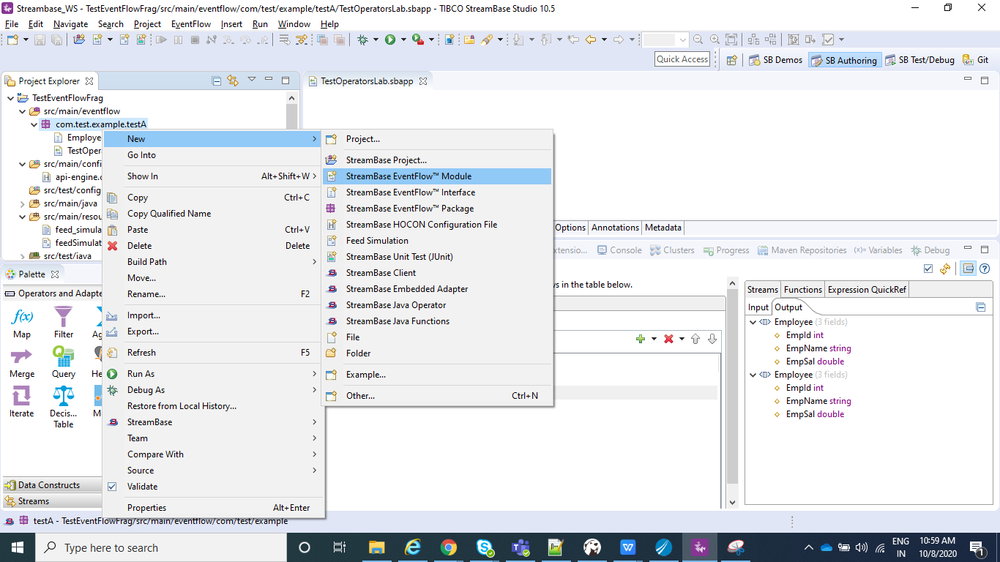 Streambase_WS - TestEventFlowFrag/src/main/eventflow/com/test/example/testA/TestOperatorsLab.sbapp - TIBCO StreamBase Studio 10.5
File Edit Navigate Search Project EventFlow Insert Run Window Help
Quick Access SB Demos SB Authoring SB Test/Debug Git
Project Explorer
TestOperatorsLab.sbapp
TestEventFlowFrag
src/main/eventflow
com.test.example.testA
Employe
TestOper
src/main/confi
api-engine.c
src/test/config
src/main/java
src/main/resou
feed_simula
feedSimulat
src/test/java
New
Go Into
Show In Alt+Shift+W
Copy Ctrl+C
Copy Qualified Name
Paste Ctrl+V
Delete Delete
Build Path
Move...
Rename... F2
Import...
Export...
Refresh F5
Run As
Debug As
Restore from Local History...
StreamBase
Team
Compare With
Source
Validate
Properties Alt+Enter
Project...
StreamBase Project...
StreamBase EventFlow™ Module
StreamBase EventFlow™ Interface
StreamBase EventFlow™ Package
StreamBase HOCON Configuration File
Feed Simulation
StreamBase Unit Test (JUnit)
StreamBase Client
StreamBase Embedded Adapter
StreamBase Java Operator
StreamBase Java Functions
File
Folder
Example...
Other... Ctrl+N
Options Annotations Metadata
xtensio... Console Clusters Progress Maven Repositories (x)= Variables Debug
vs in the table below.
Streams Functions Expression QuickRef
Input Output
Employee (3 fields)
EmpId int
EmpName string
EmpSal double
Employee (3 fields)
EmpId int
EmpName string
EmpSal double
Palette
Operators and Adapte
f(x)
Map Filter Ag
Merge Query He
Iterate Decis... M
Table
Data Constructs
Streams
testA - TestEventFlowFrag/src/main/eventflow/com/test/example
Type here to search
ENG
IN
10:59 AM
10/8/2020
1